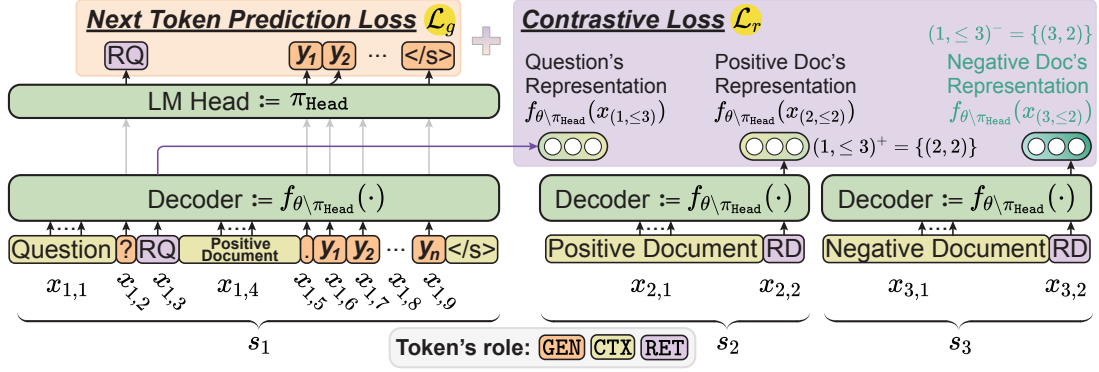 Next Token Prediction Loss 𝓛g
+
Contrastive Loss 𝓛r
(1, ≤ 3)⁻ = {(3, 2)}
RQ y1 y2 ··· </s>
Question's Representation
Positive Doc's Representation
Negative Doc's Representation
LM Head := πHead
fθ\πHead(x(1,≤3))
fθ\πHead(x(2,≤2))
fθ\πHead(x(3,≤2))
(1, ≤ 3)⁺ = {(2, 2)}
Decoder := fθ\πHead(·)
Decoder := fθ\πHead(·)
Decoder := fθ\πHead(·)
....
....
....
....
Question ? RQ Positive Document . y1 y2 ··· yn </s>
Positive Document RD
Negative Document RD
x1,1 x1,2 x1,3 x1,4 x1,5 x1,6 x1,7 x1,8 x1,9
x2,1 x2,2
x3,1 x3,2
s1
s2
s3
Token's role: GEN CTX RET